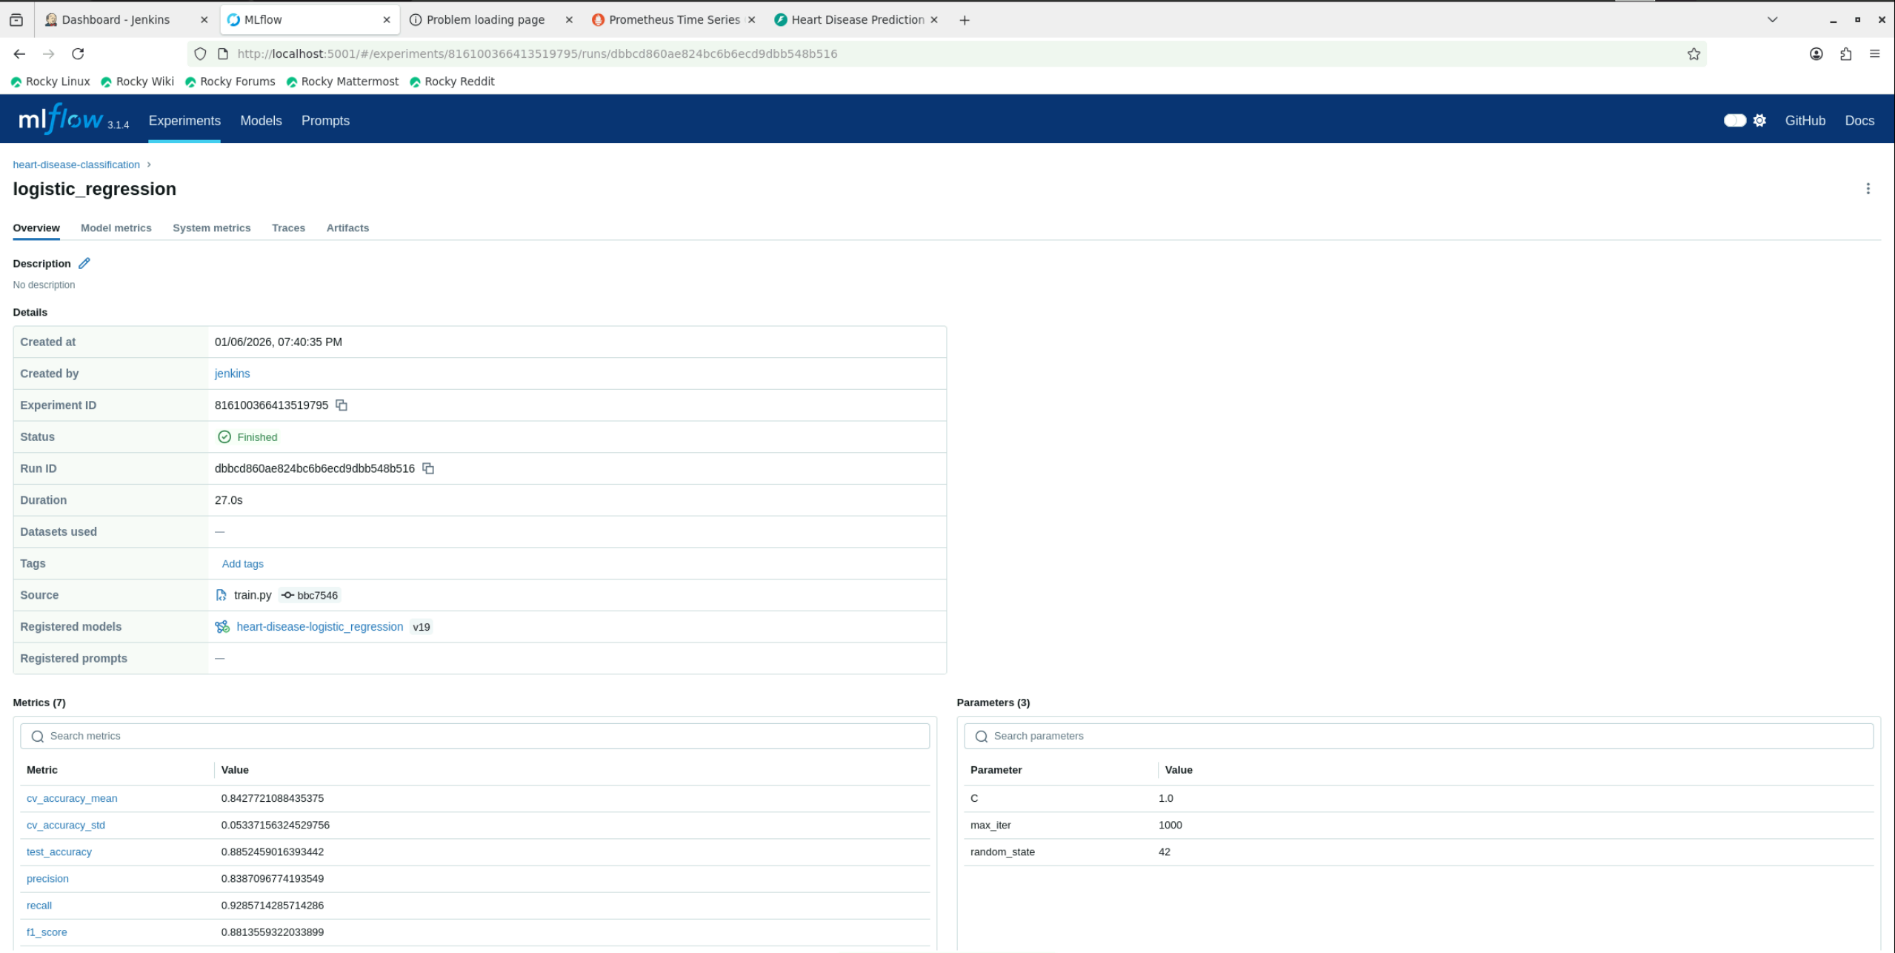 Dashboard - Jenkins
MLflow
Problem loading page
Prometheus Time Series
Heart Disease Prediction
http://localhost:5001/#/experiments/816100366413519795/runs/dbbcd860ae824bc6b6ecd9dbb548b516
Rocky Linux Rocky Wiki Rocky Forums Rocky Mattermost Rocky Reddit
mlflow 3.1.4 Experiments Models Prompts GitHub Docs
heart-disease-classification ›
logistic_regression
Overview Model metrics System metrics Traces Artifacts
Description
No description
Details
Created at 01/06/2026, 07:40:35 PM
Created by jenkins
Experiment ID 816100366413519795
Status Finished
Run ID dbbcd860ae824bc6b6ecd9dbb548b516
Duration 27.0s
Datasets used —
Tags Add tags
Source train.py bbc7546
Registered models heart-disease-logistic_regression v19
Registered prompts —
Metrics (7)
Search metrics
Metric Value
cv_accuracy_mean 0.8427721088435375
cv_accuracy_std 0.05337156324529756
test_accuracy 0.8852459016393442
precision 0.8387096774193549
recall 0.9285714285714286
f1_score 0.8813559322033899
Parameters (3)
Search parameters
Parameter Value
C 1.0
max_iter 1000
random_state 42